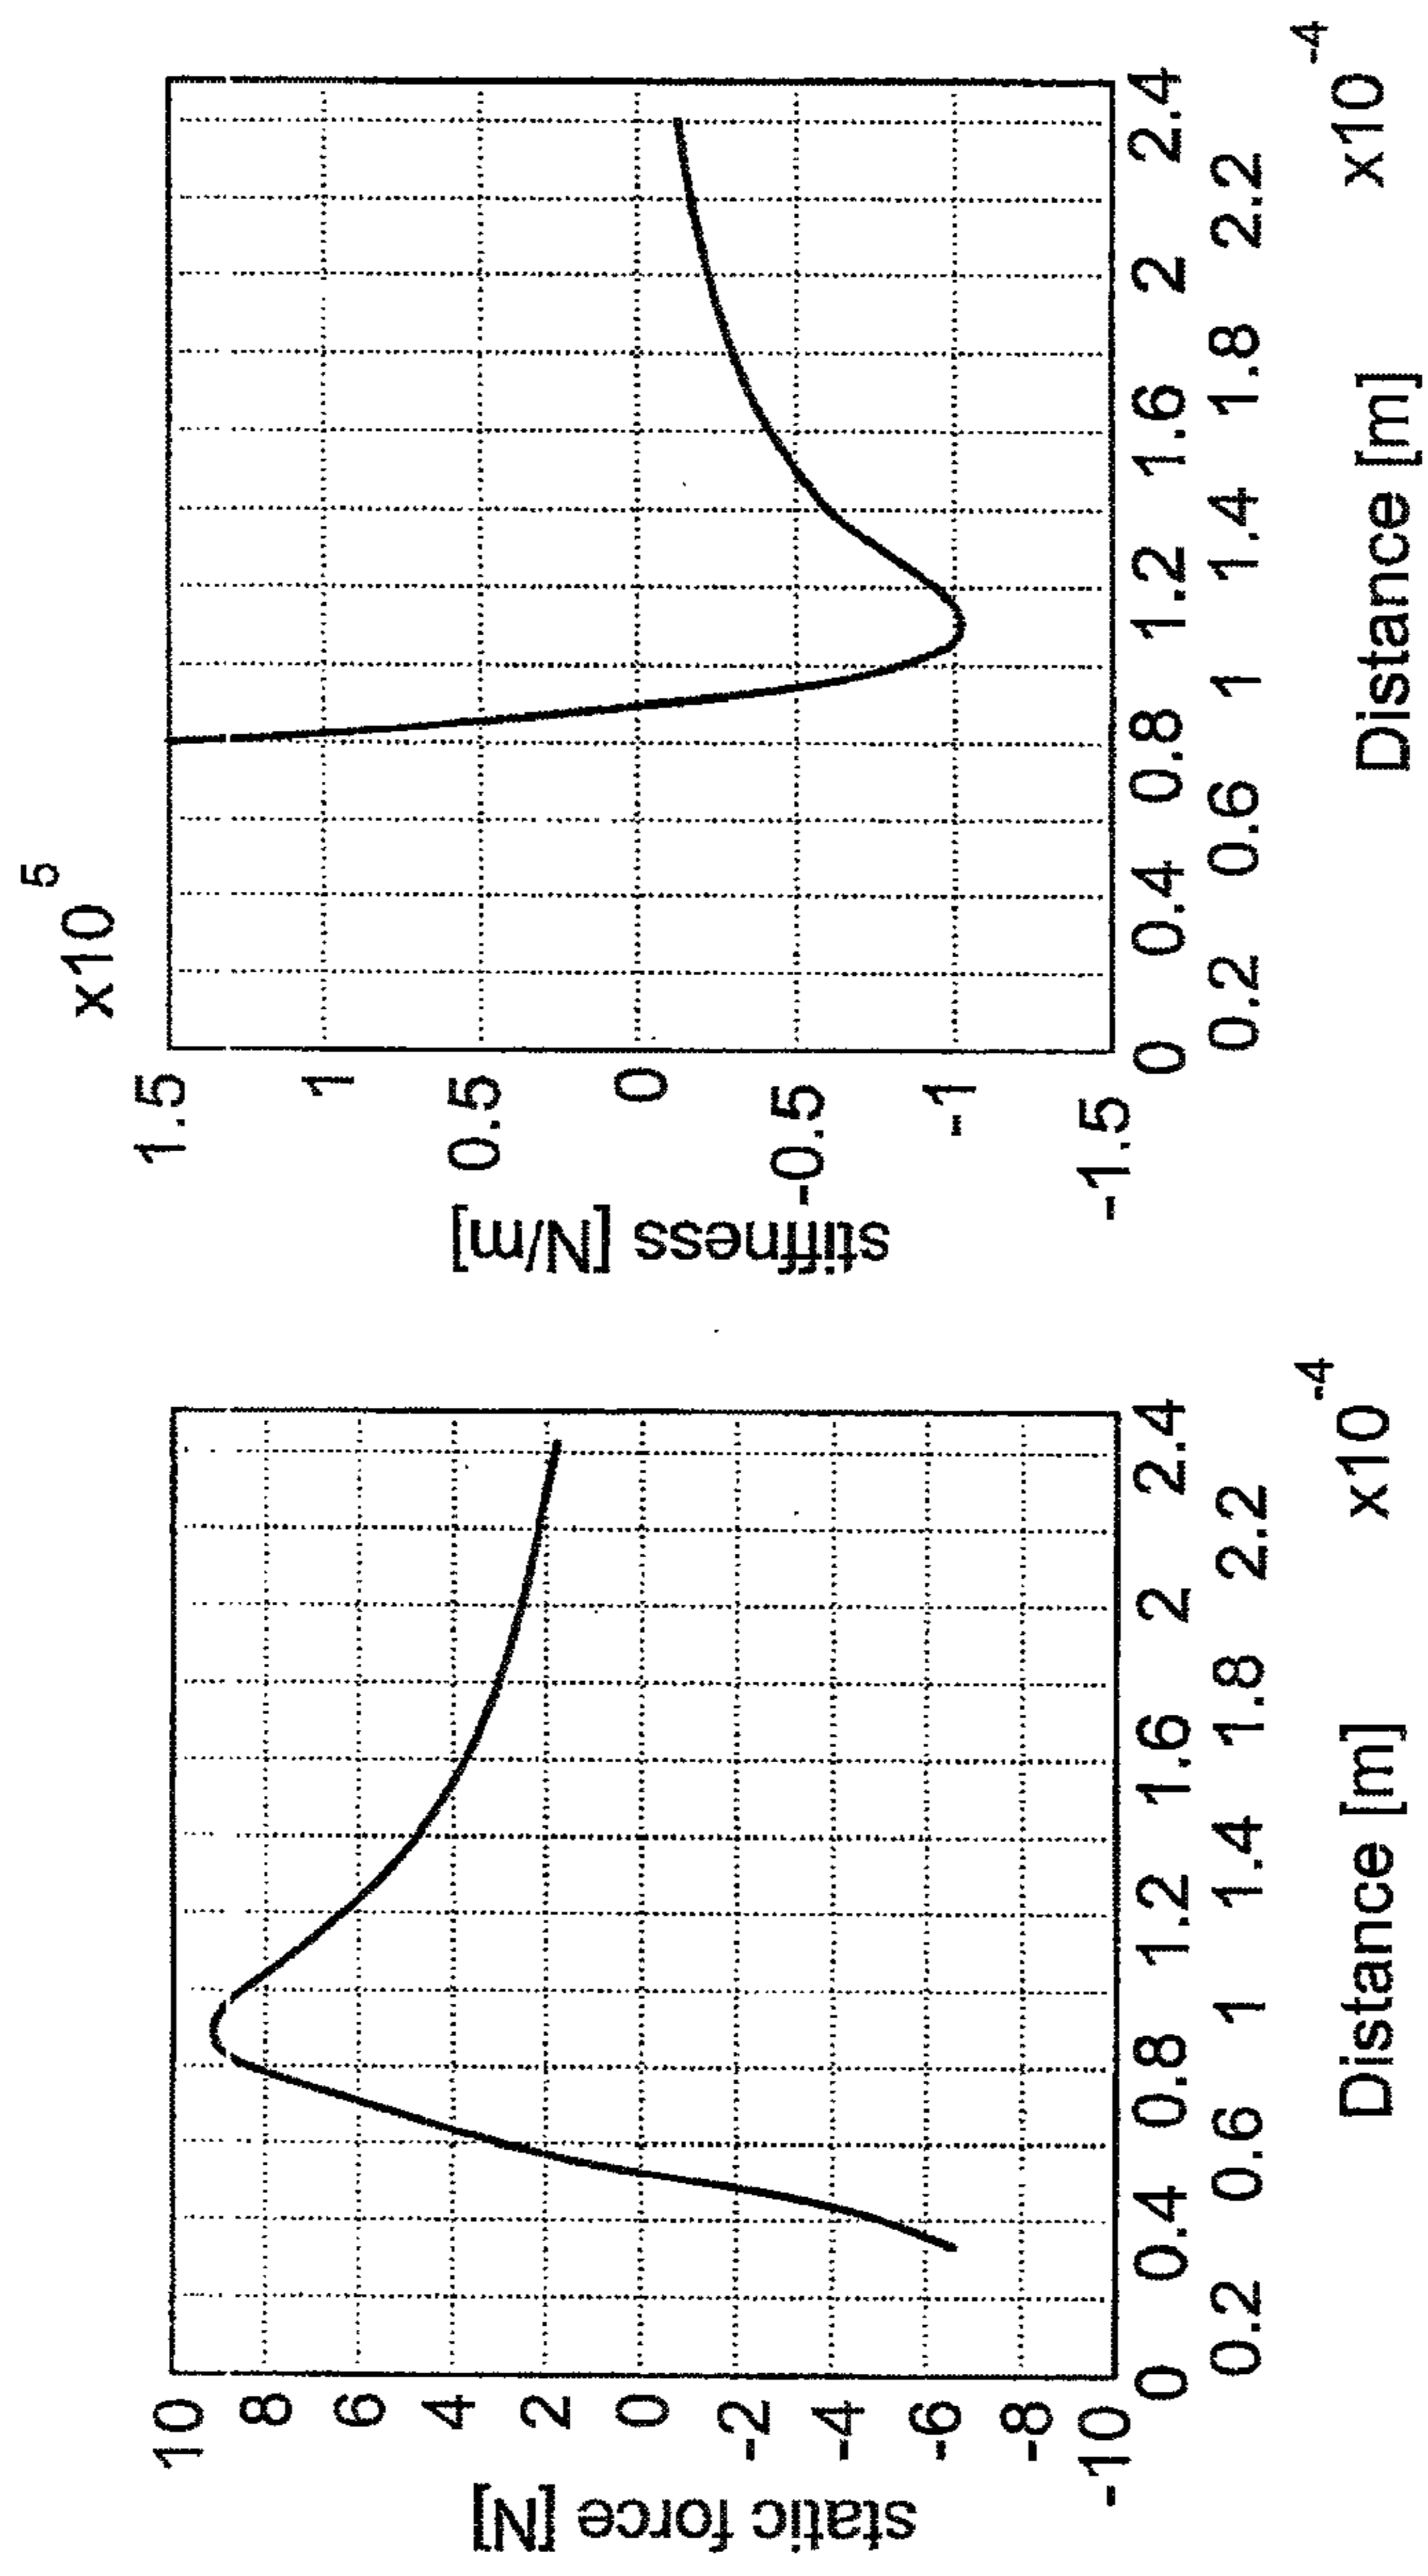 static force [N]
10
8
6
4
2
0
-2
-4
-6
-8
-10
0 0.4 0.8 1.2 1.6 2 2.4
0.2 0.6 1 1.4 1.8 2.2
Distance [m]
x10 -4
x10 5
stiffness [N/m]
1.5
1
0.5
0
-0.5
-1
-1.5
0 0.4 0.8 1.2 1.6 2 2.4
0.2 0.6 1 1.4 1.8 2.2
Distance [m]
x10 -4